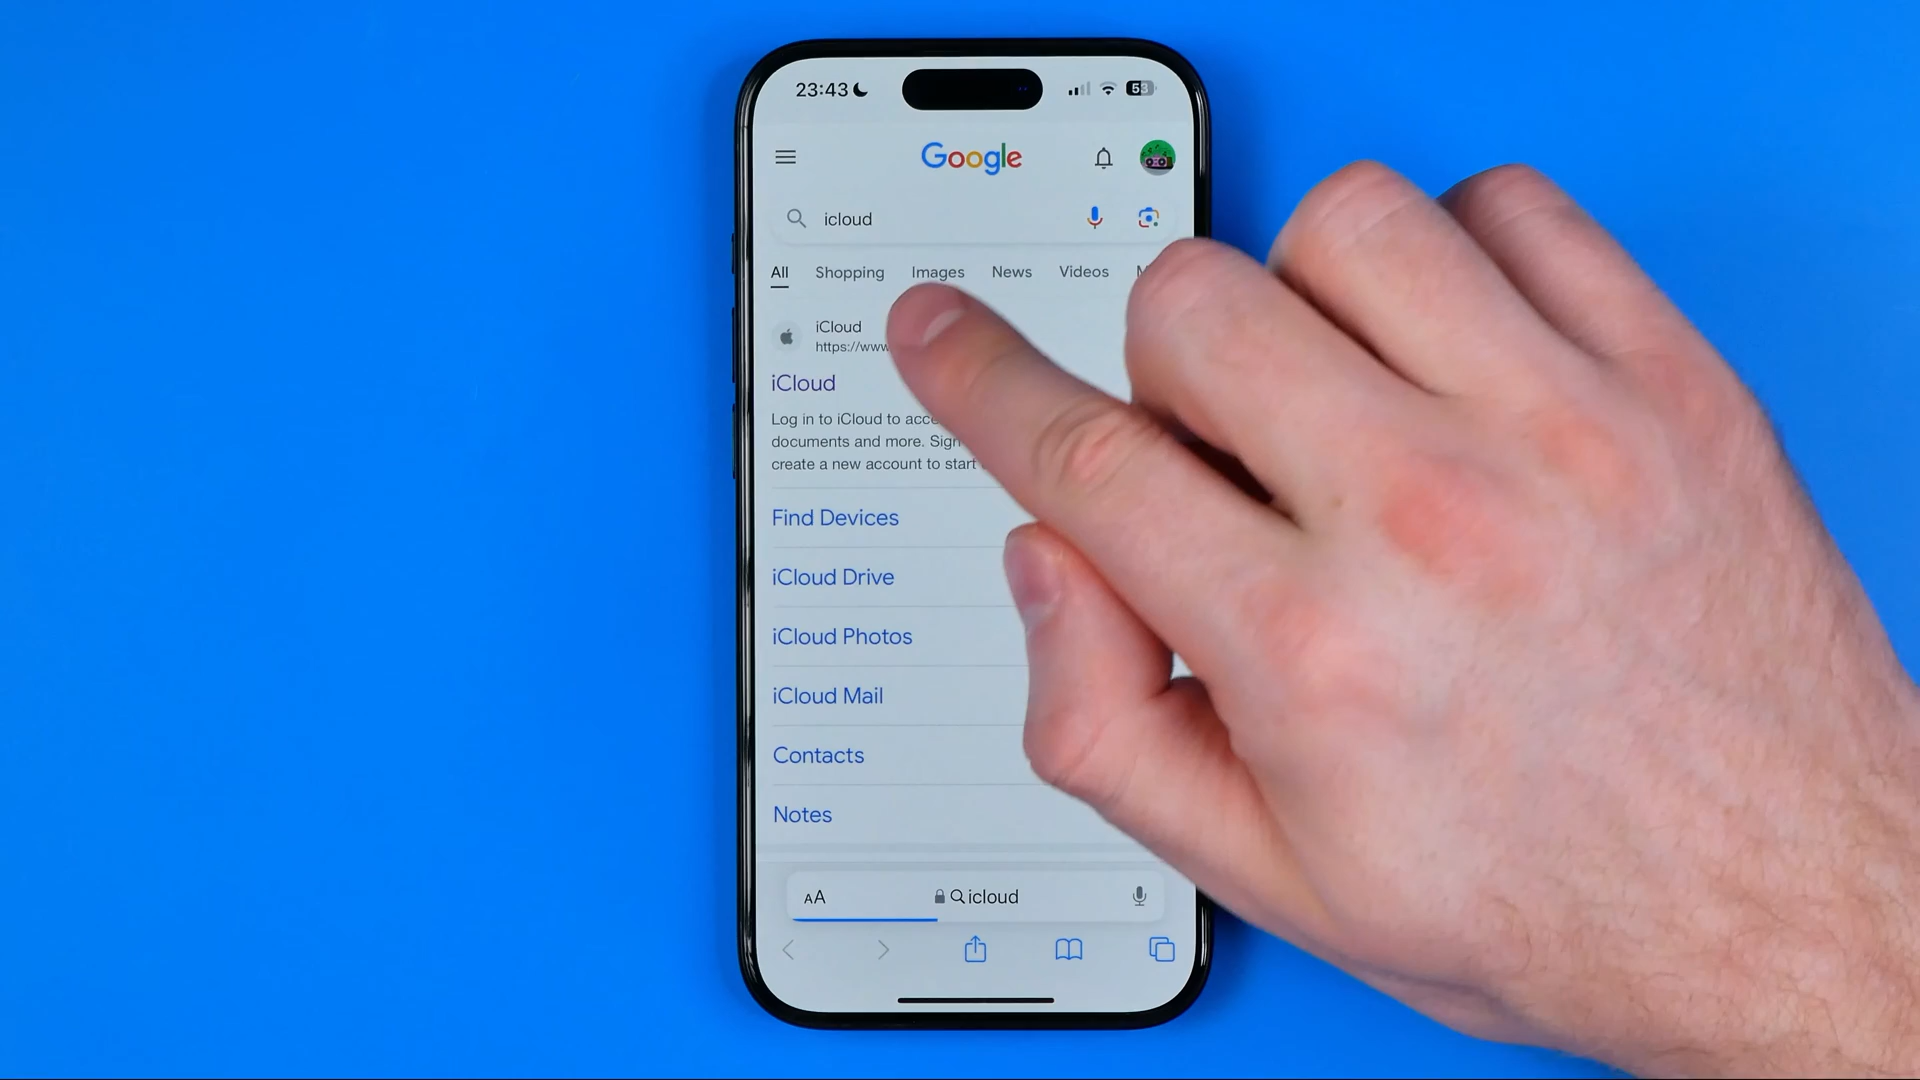 23:43
53
Google
icloud
All Shopping Images News Videos
iCloud
https://www
iCloud
Log in to iCloud to acce
documents and more. Sign
create a new account to start
Find Devices
iCloud Drive
iCloud Photos
iCloud Mail
Contacts
Notes
AA icloud